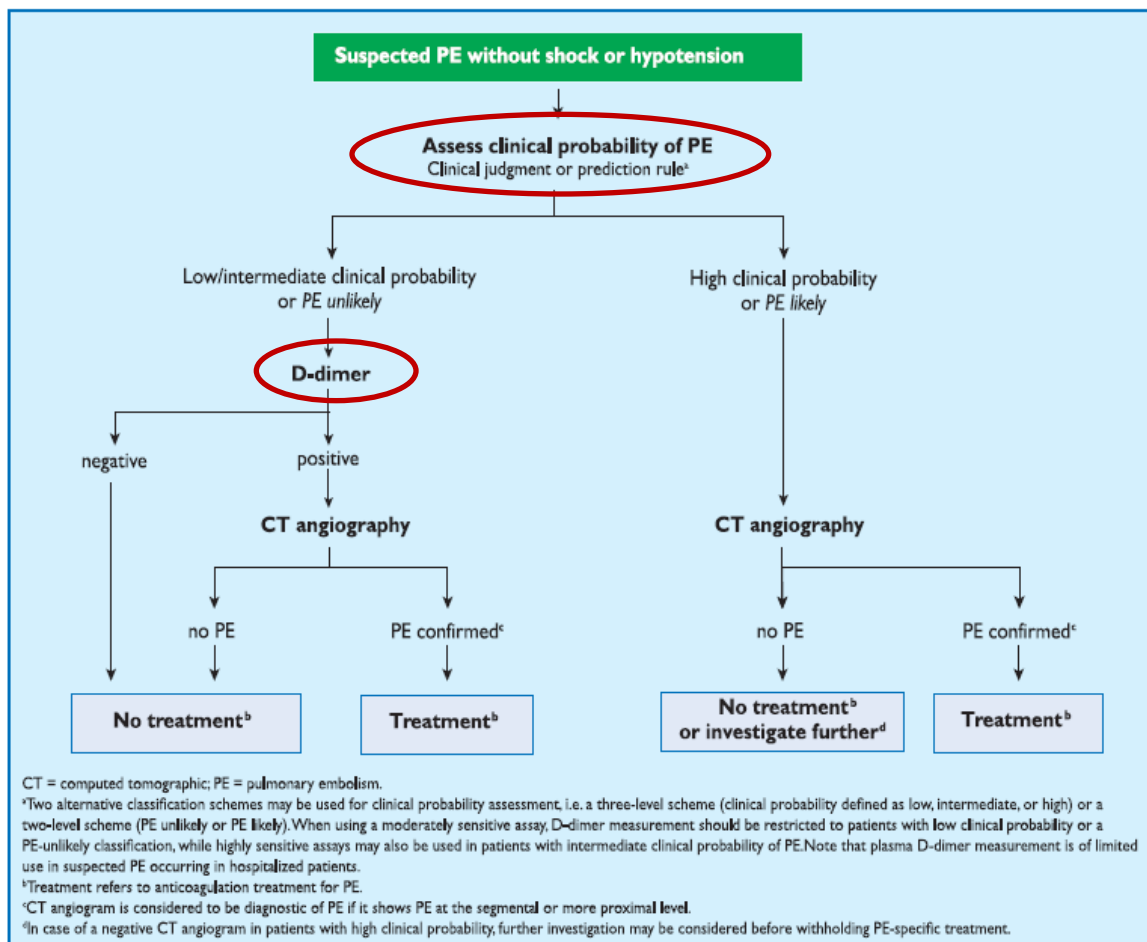 Suspected PE without shock or hypotension
Assess clinical probability of PE
Clinical judgment or prediction ruleᵃ
Low/intermediate clinical probability
or PE unlikely
High clinical probability
or PE likely
D-dimer
negative
positive
CT angiography
CT angiography
no PE
PE confirmedᶜ
no PE
PE confirmedᶜ
No treatmentᵇ
Treatmentᵇ
No treatmentᵇ
or investigate furtherᵈ
Treatmentᵇ
CT = computed tomographic; PE = pulmonary embolism.
ᵃTwo alternative classification schemes may be used for clinical probability assessment, i.e. a three-level scheme (clinical probability defined as low, intermediate, or high) or a
two-level scheme (PE unlikely or PE likely). When using a moderately sensitive assay, D-dimer measurement should be restricted to patients with low clinical probability or a
PE-unlikely classification, while highly sensitive assays may also be used in patients with intermediate clinical probability of PE. Note that plasma D-dimer measurement is of limited
use in suspected PE occurring in hospitalized patients.
ᵇTreatment refers to anticoagulation treatment for PE.
ᶜCT angiogram is considered to be diagnostic of PE if it shows PE at the segmental or more proximal level.
ᵈIn case of a negative CT angiogram in patients with high clinical probability, further investigation may be considered before withholding PE-specific treatment.